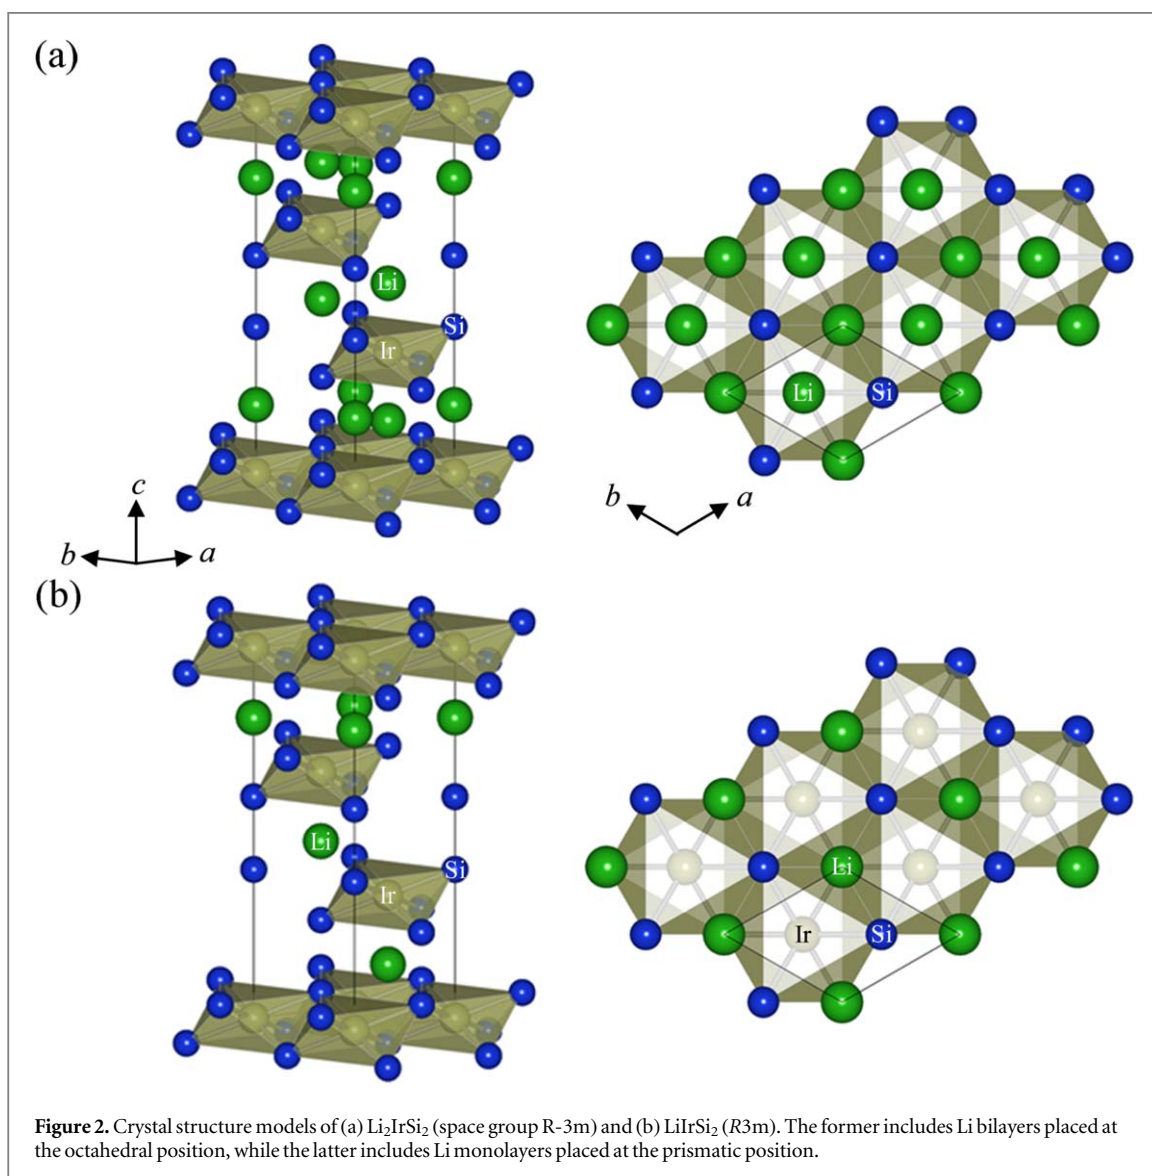 (a)
Li
Si
Ir
Li
Si
c
b
a
b
a
(b)
Li
Si
Ir
Li
Ir
Si
Figure 2. Crystal structure models of (a) Li₂IrSi₂ (space group R-3m) and (b) LiIrSi₂ (R3m). The former includes Li bilayers placed at
the octahedral position, while the latter includes Li monolayers placed at the prismatic position.